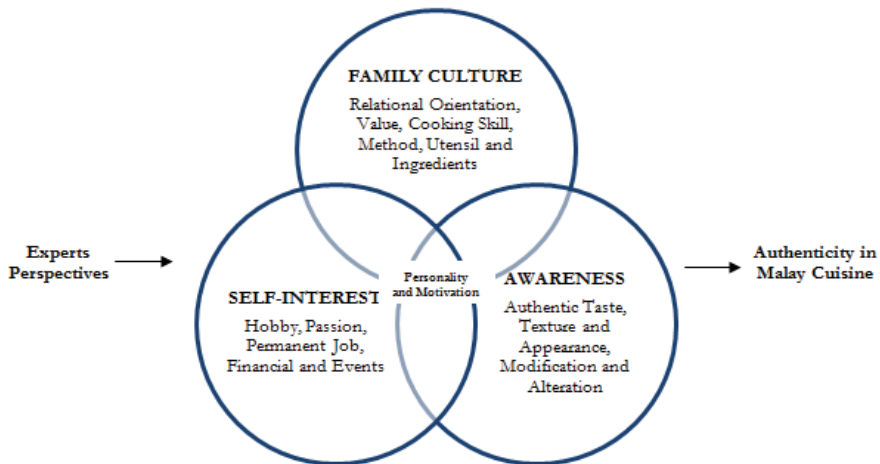 FAMILY CULTURE
Relational Orientation,
Value, Cooking Skill,
Method, Utensil and
Ingredients
Experts
Perspectives
SELF-INTEREST
Hobby, Passion,
Permanent Job,
Financial and Events
Personality
and Motivation
AWARENESS
Authentic Taste,
Texture and
Appearance,
Modification and
Alteration
Authenticity in
Malay Cuisine